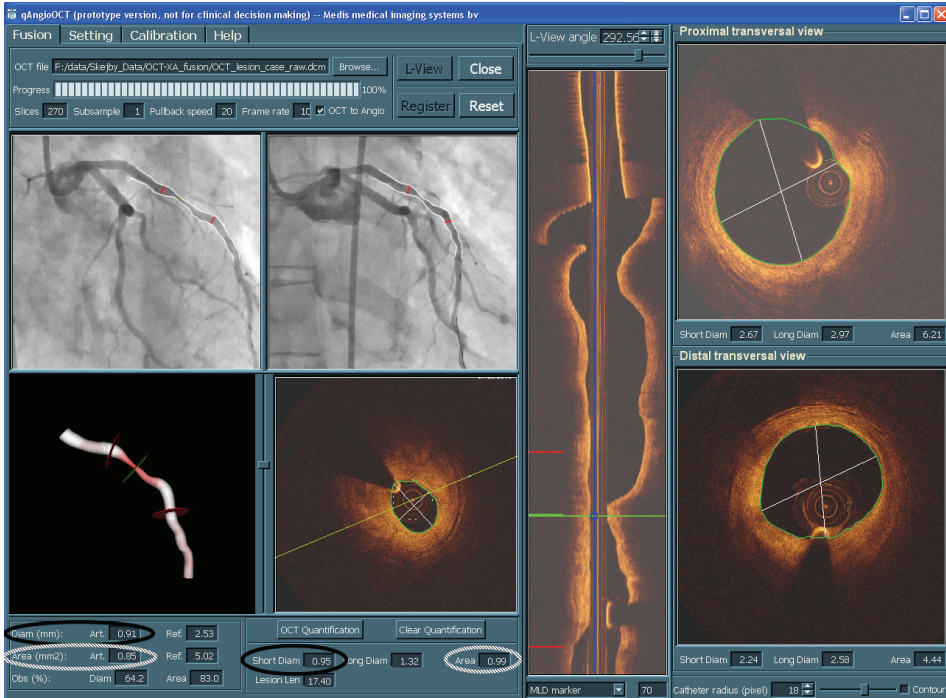 qAngioOCT (prototype version, not for clinical decision making) -- Medis medical imaging systems bv
Fusion Setting Calibration Help
OCT file F:/data/Skejby_Data/OCT-XA_fusion/OCT_lesion_case_raw.dcm Browse... L-View Close
Progress 100%
Slices 270 Subsample 1 Pullback speed 20 Frame rate 10 OCT to Angio Register Reset
L-View angle 292.56
Proximal transversal view
Short Diam 2.67 Long Diam 2.97 Area 6.21
Distal transversal view
Diam (mm): Art. 0.91 Ref. 2.53
Area (mm2): Art. 0.85 Ref. 5.02
Obs (%): Diam 64.2 Area 83.0
OCT Quantification Clear Quantification
Short Diam 0.95 Long Diam 1.32 Area 0.99
Lesion Len 17.40
MLD marker 70
Short Diam 2.24 Long Diam 2.58 Area 4.44
Catheter radius (pixel) 18 Contour